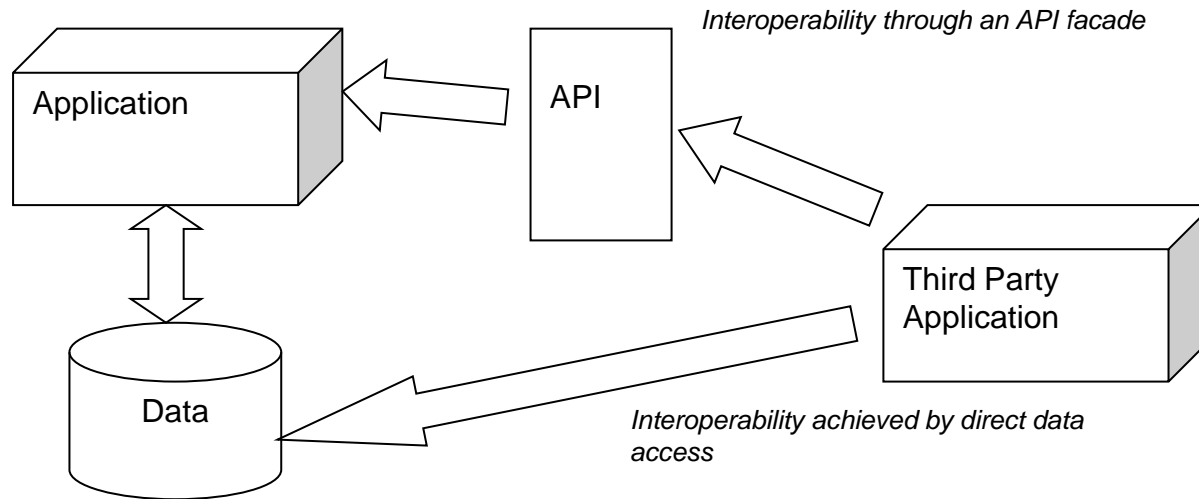 Interoperability through an API facade
Application
API
Third Party
Application
Data
Interoperability achieved by direct data
access